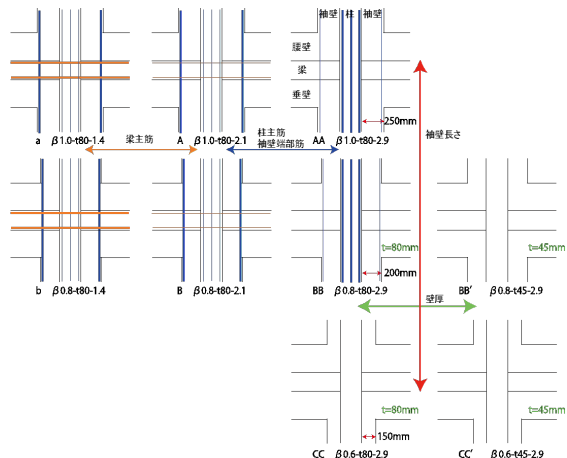 袖壁 柱 袖壁
腰壁
梁
垂壁
250mm
a β1.0-t80-1.4
梁主筋
A β1.0-t80-2.1
柱主筋
袖壁端部筋
AA β1.0-t80-2.9
袖壁長さ
t=80mm
200mm
t=45mm
b β0.8-t80-1.4
B β0.8-t80-2.1
BB β0.8-t80-2.9
壁厚
BB′ β0.8-t45-2.9
t=80mm
150mm
t=45mm
CC β0.6-t80-2.9
CC′ β0.6-t45-2.9